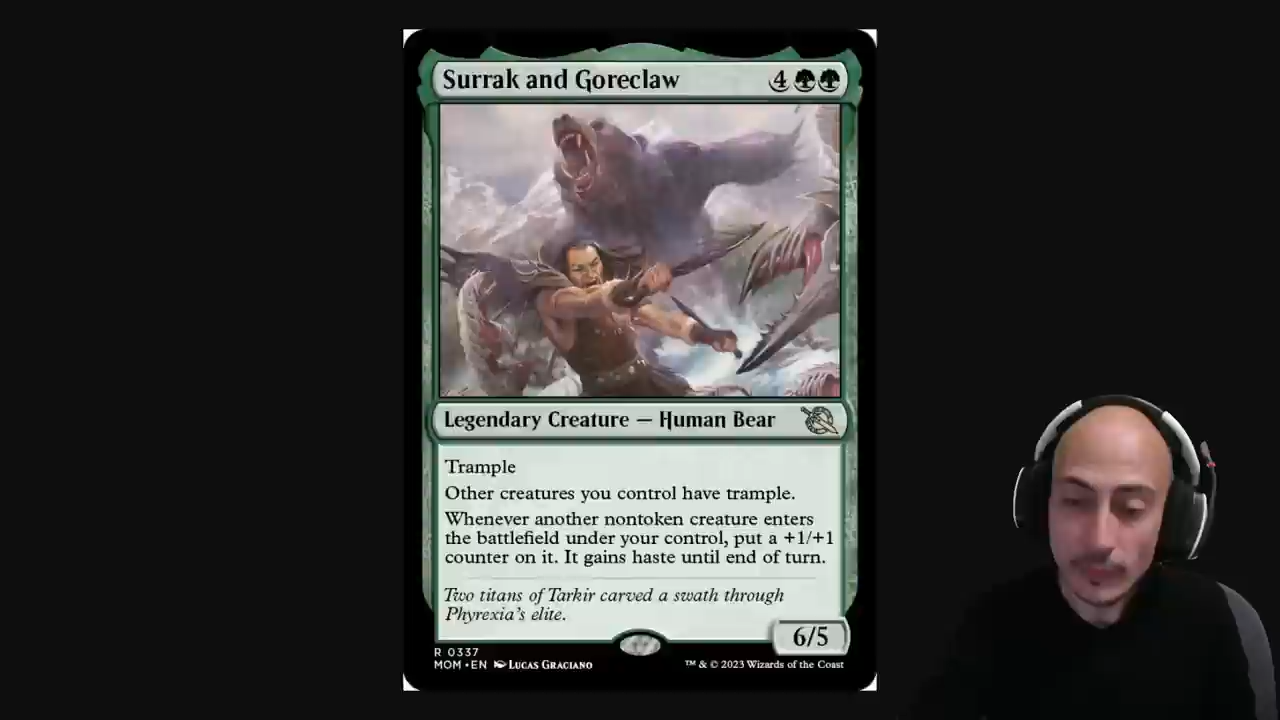 Surrak and Goreclaw 4
Legendary Creature — Human Bear
Trample
Other creatures you control have trample.
Whenever another nontoken creature enters
the battlefield under your control, put a +1/+1
counter on it. It gains haste until end of turn.
Two titans of Tarkir carved a swath through
Phyrexia's elite.
6/5
R 0337
MOM • EN Lucas Graciano
™ & © 2023 Wizards of the Coast